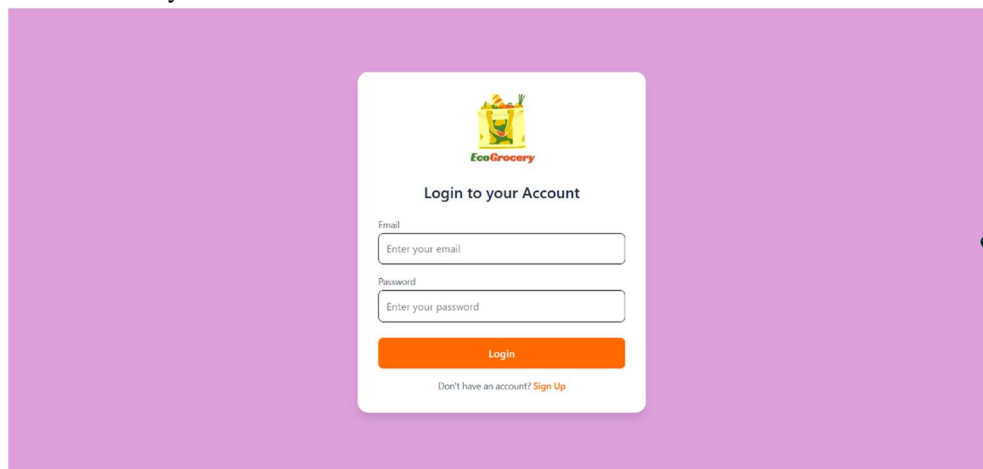 EcoGrocery
Login to your Account
Email
Enter your email
Password
Enter your password
Login
Don't have an account? Sign Up